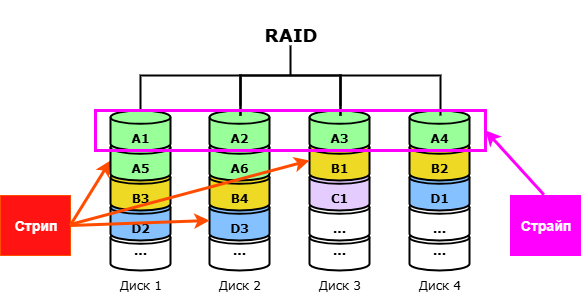 RAID
A1 A2 A3 A4
A5 A6 B1 B2
B3 B4 C1 D1
Стрип
Страйп
D2 D3 ... ...
... ... ... ...
Диск 1 Диск 2 Диск 3 Диск 4